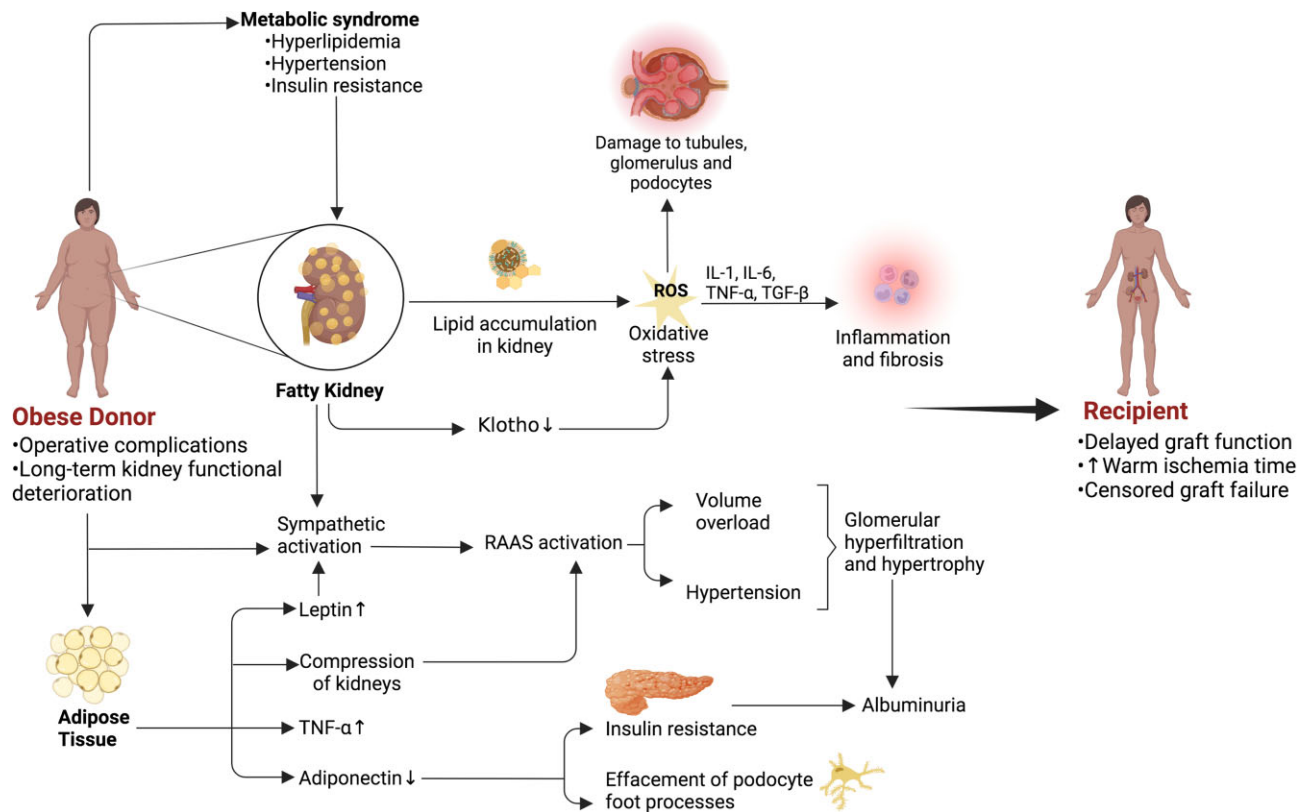 Metabolic syndrome
•Hyperlipidemia
•Hypertension
•Insulin resistance
Damage to tubules,
glomerulus and
podocytes
Fatty Kidney
Lipid accumulation
in kidney
ROS
Oxidative
stress
IL-1, IL-6,
TNF-α, TGF-β
Inflammation
and fibrosis
Klotho↓
Obese Donor
•Operative complications
•Long-term kidney functional
deterioration
Recipient
•Delayed graft function
•↑Warm ischemia time
•Censored graft failure
Sympathetic
activation
RAAS activation
Volume
overload
Hypertension
Glomerular
hyperfiltration
and hypertrophy
Adipose
Tissue
Leptin↑
Compression
of kidneys
TNF-α↑
Adiponectin↓
Insulin resistance
Effacement of podocyte
foot processes
Albuminuria